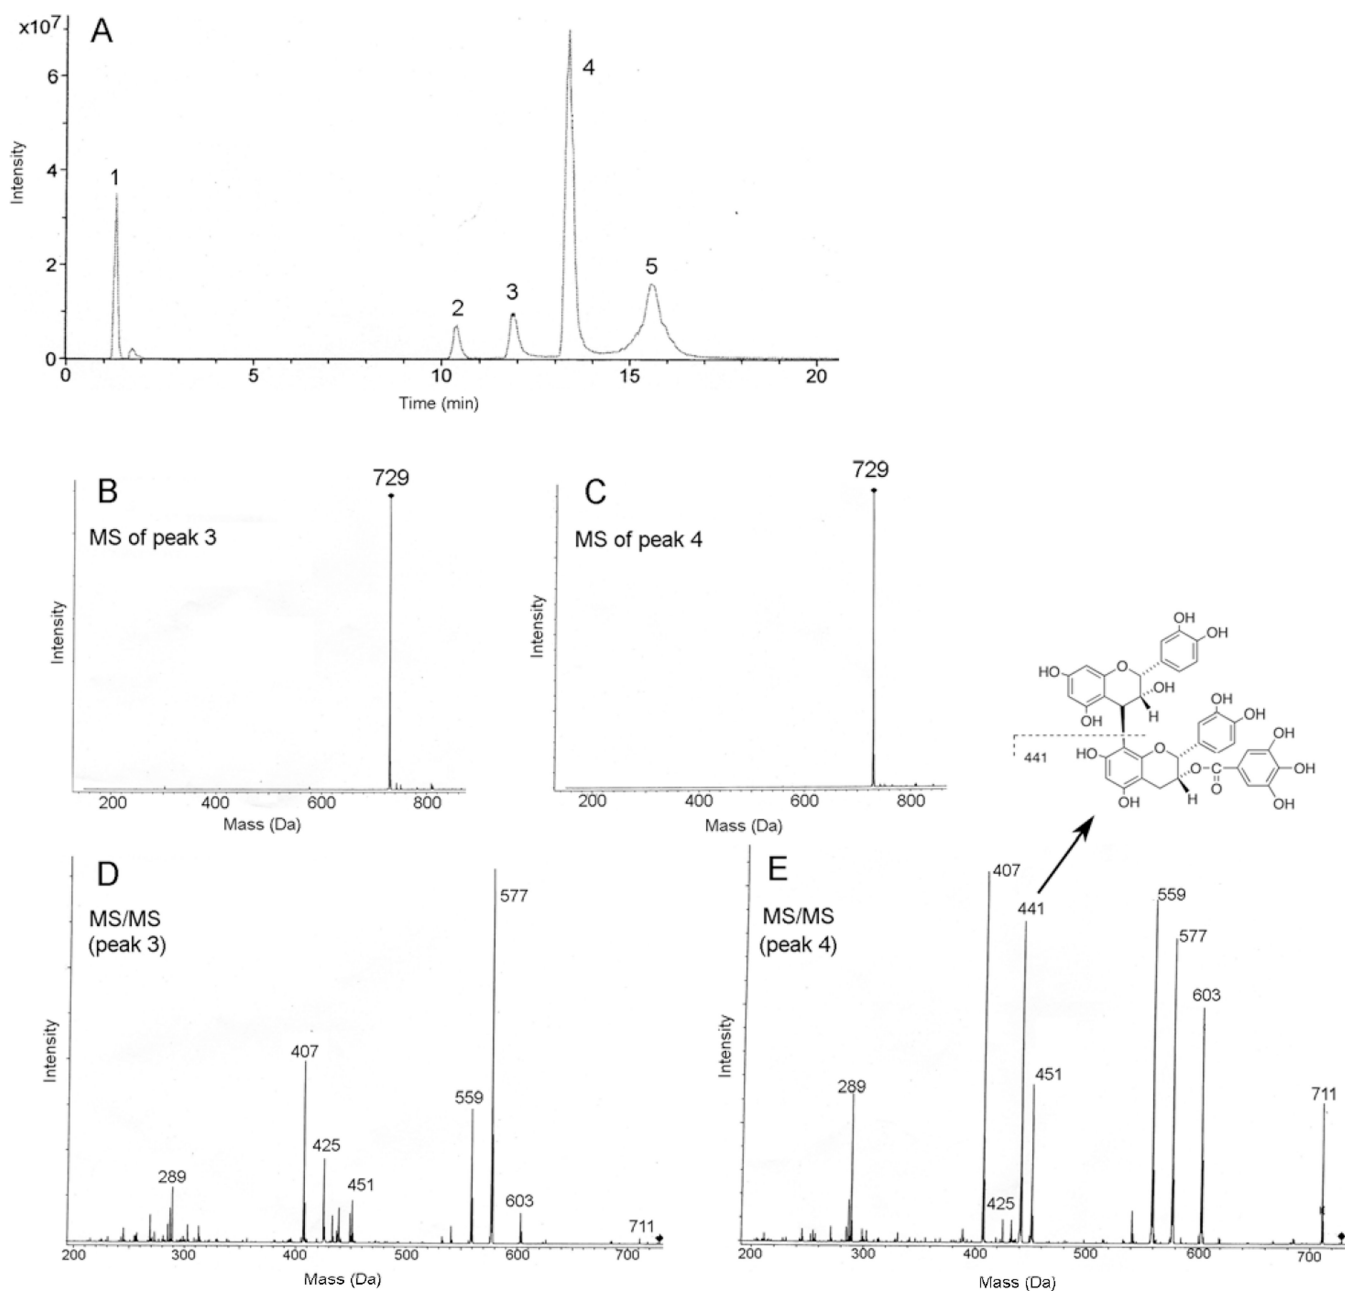 x10⁷
A
6
4
2
0
Intensity
1
2
3
4
5
0
5
10
15
20
Time (min)
B
MS of peak 3
729
Intensity
200
400
600
800
Mass (Da)
C
MS of peak 4
729
Intensity
200
400
600
800
Mass (Da)
OH
OH
HO
O
OH
OH
H
OH
OH
HO
O
O-C
O
H
OH
OH
OH
OH
441
D
MS/MS
(peak 3)
Intensity
289
407
425
451
559
577
603
711
200
300
400
500
600
700
Mass (Da)
E
MS/MS
(peak 4)
Intensity
289
407
425
441
451
559
577
603
711
200
300
400
500
600
700
Mass (Da)